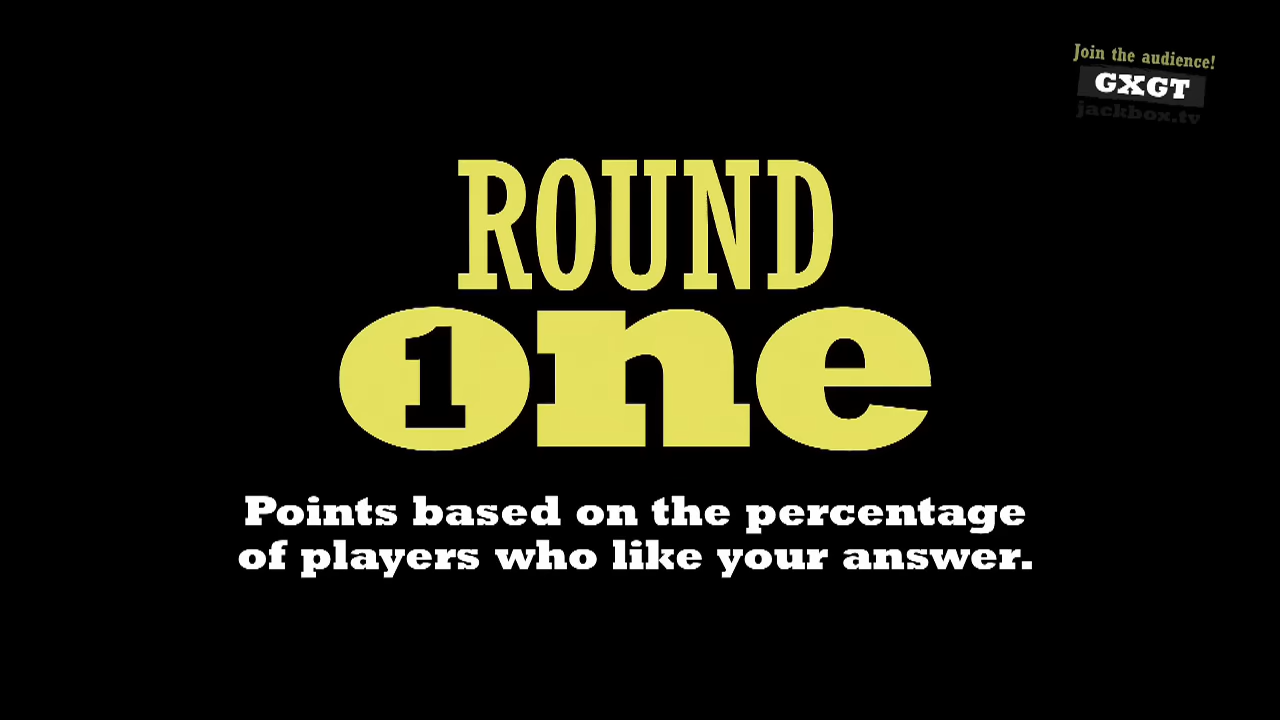 Join the audience!
GXGT
jackbox.tv
ROUND
One
1
Points based on the percentage
of players who like your answer.